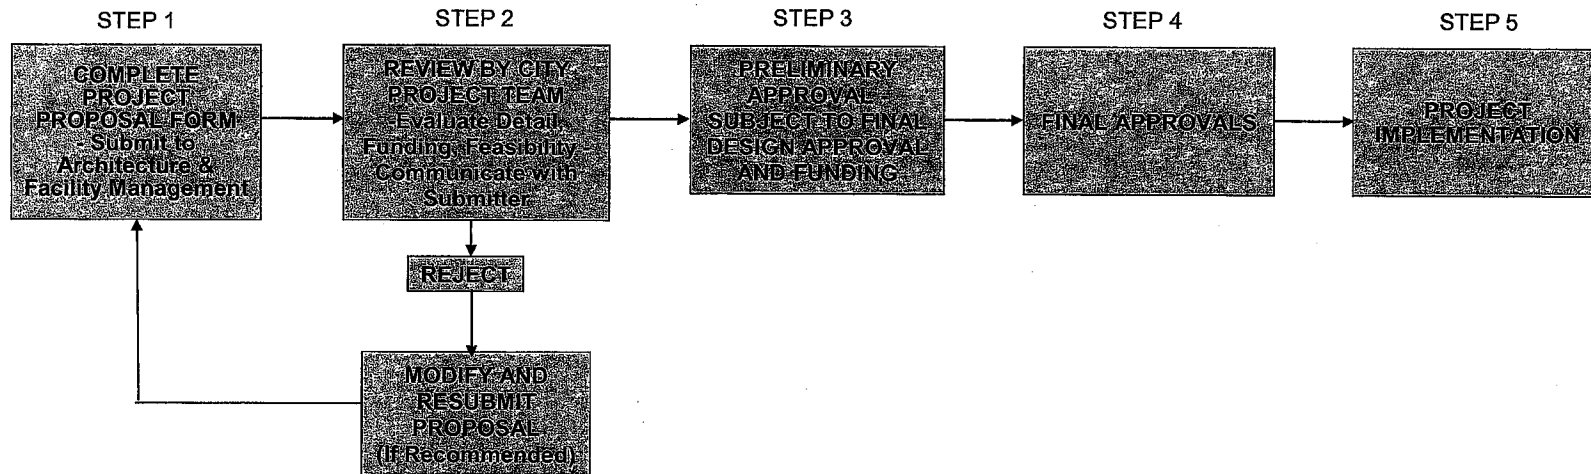 STEP 1
STEP 2
STEP 3
STEP 4
STEP 5
COMPLETE
PROJECT
PROPOSAL FORM
- Submit to
Architecture &
Facility Management
REVIEW BY CITY
PROJECT TEAM
-Evaluate Detail,
Funding, Feasibility
Communicate with
Submitter
PRELIMINARY
APPROVAL
SUBJECT TO FINAL
DESIGN APPROVAL
AND FUNDING
FINAL APPROVALS
PROJECT
IMPLEMENTATION
REJECT
MODIFY AND
RESUBMIT
PROPOSAL
(If Recommended)